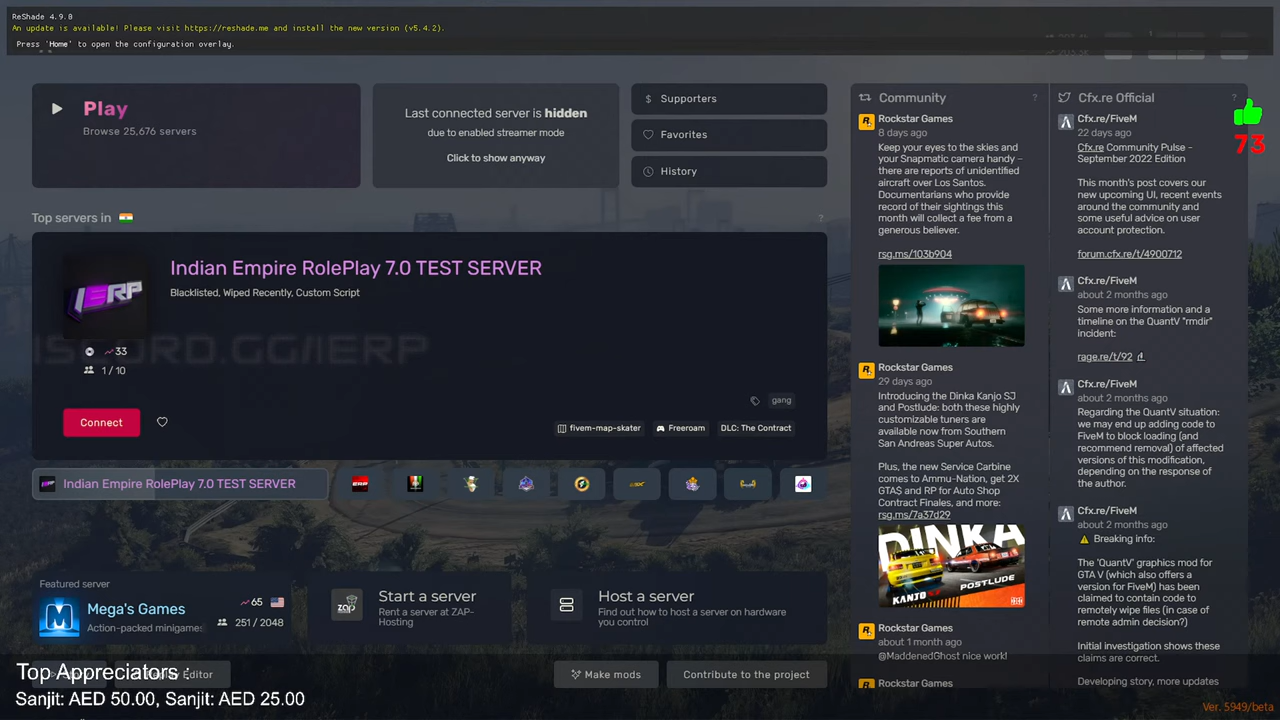 ReShade 4.9.0
An update is available! Please visit https://reshade.me and install the new version (v5.4.2).
Press 'Home' to open the configuration overlay.
Play
Browse 25,676 servers
Last connected server is hidden
due to enabled streamer mode
Click to show anyway
$ Supporters
Favorites
History
Top servers in
?
IERP
Indian Empire RolePlay 7.0 TEST SERVER
Blacklisted, Wiped Recently, Custom Script
ISCORD.GG/IERP
33
1 / 10
gang
Connect
fivem-map-skater
Freeroam
DLC: The Contract
Indian Empire RolePlay 7.0 TEST SERVER
Featured server
Mega's Games
65
Action-packed minigame
251 / 2048
ZAP
Start a server
Rent a server at ZAP-
Hosting
Host a server
Find out how to host a server on hardware
you control
Make mods
Contribute to the project
Community
?
Rockstar Games
8 days ago
Keep your eyes to the skies and
your Snapmatic camera handy –
there are reports of unidentified
aircraft over Los Santos.
Documentarians who provide
record of their sightings this
month will collect a fee from a
generous believer.
rsg.ms/103b904
Rockstar Games
29 days ago
Introducing the Dinka Kanjo SJ
and Postlude: both these highly
customizable tuners are
available now from Southern
San Andreas Super Autos.
Plus, the new Service Carbine
comes to Ammu-Nation, get 2X
GTA$ and RP for Auto Shop
Contract Finales, and more:
rsg.ms/7a37d29
DINKA
KANJO SJ
POSTLUDE
Rockstar Games
about 1 month ago
@MaddenedGhost nice work!
Rockstar Games
Cfx.re Official
?
73
Cfx.re/FiveM
22 days ago
Cfx.re Community Pulse -
September 2022 Edition
This month's post covers our
new upcoming UI, recent events
around the community and
some useful advice on user
account protection.
forum.cfx.re/t/4900712
Cfx.re/FiveM
about 2 months ago
Some more information and a
timeline on the QuantV "rmdir"
incident:
rage.re/t/92
Cfx.re/FiveM
about 2 months ago
Regarding the QuantV situation:
we may end up adding code to
FiveM to block loading (and
recommend removal) of affected
versions of this modification,
depending on the response of
the author.
Cfx.re/FiveM
about 2 months ago
Breaking info:
The 'QuantV' graphics mod for
GTA V (which also offers a
version for FiveM) has been
claimed to contain code to
remotely wipe files (in case of
remote admin decision?)
Initial investigation shows these
claims are correct.
Developing story, more updates
Top Appreciators :
Editor
Sanjit: AED 50.00, Sanjit: AED 25.00
Ver. 5949/beta